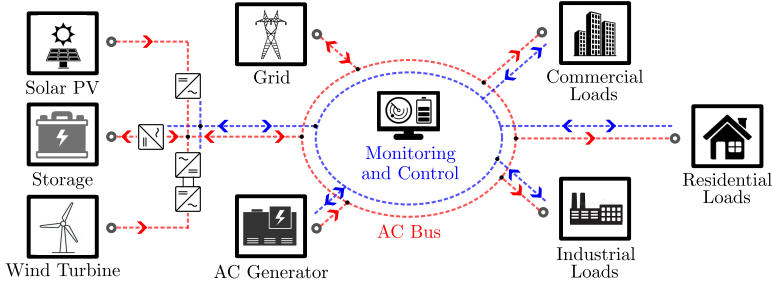 Solar PV
Storage
Wind Turbine
Grid
AC Generator
Monitoring
and Control
AC Bus
Commercial
Loads
Residential
Loads
Industrial
Loads